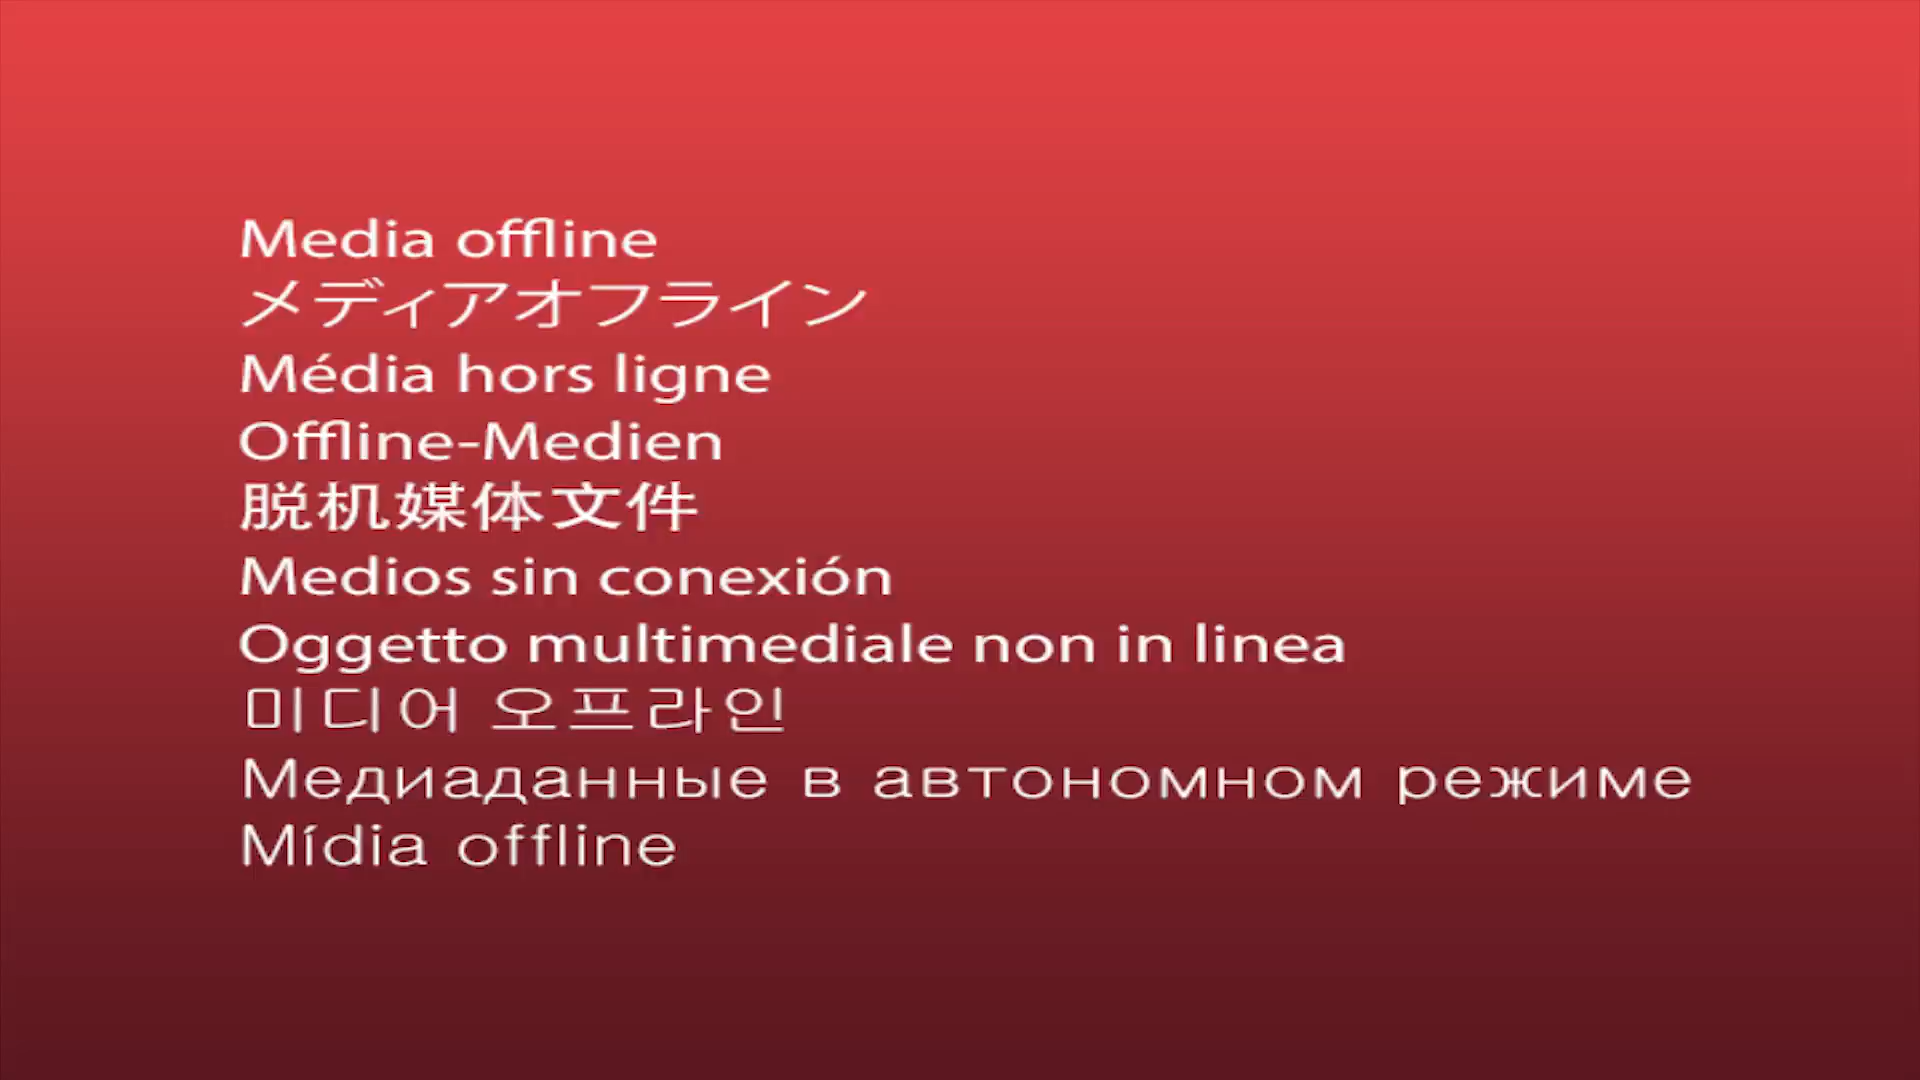 Media offline
メディアオフライン
Média hors ligne
Offline-Medien
脱机媒体文件
Medios sin conexión
Oggetto multimediale non in linea
미디어 오프라인
Медиаданные в автономном режиме
Mídia offline